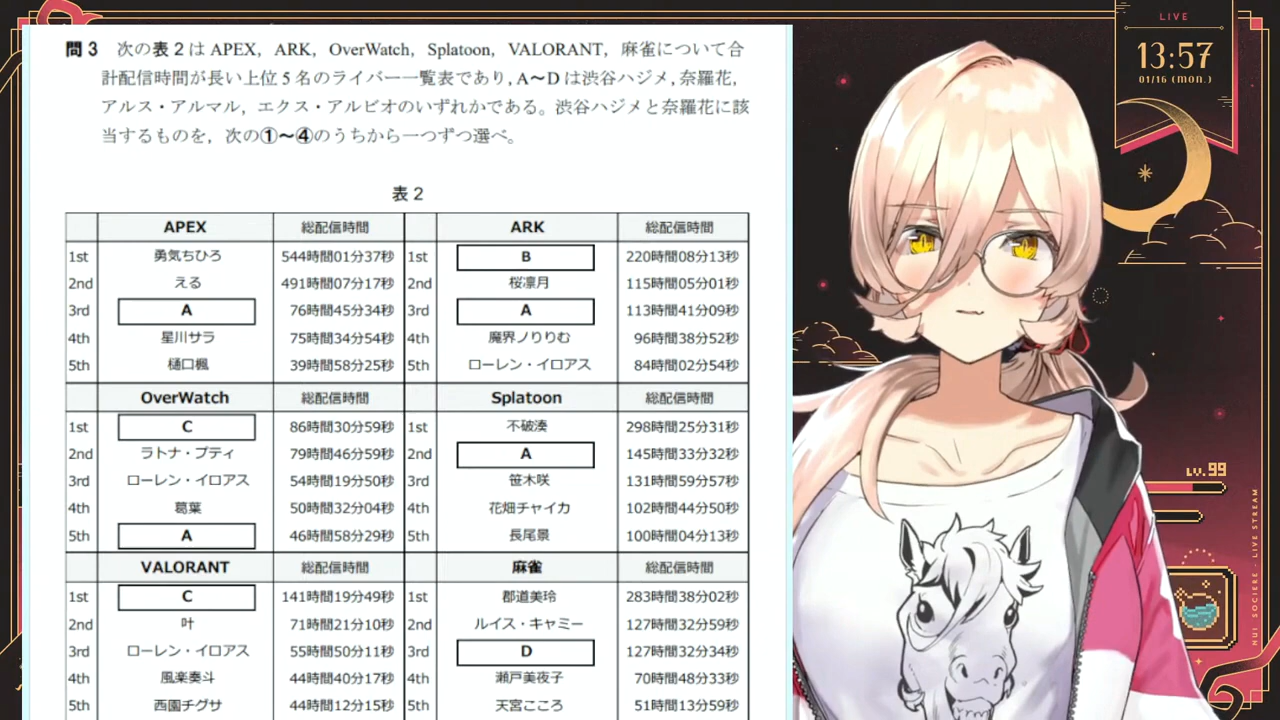 問3 次の表2は APEX, ARK, OverWatch, Splatoon, VALORANT, 麻雀について合
計配信時間が長い上位5名のライバー一覧表であり, A～Dは渋谷ハジメ, 奈羅花,
アルス・アルマル, エクス・アルビオのいずれかである。渋谷ハジメと奈羅花に該
当するものを, 次の①～④のうちから一つずつ選べ。
表2
APEX 総配信時間 ARK 総配信時間
1st 勇気ちひろ 544時間01分37秒 1st B 220時間08分13秒
2nd える 491時間07分17秒 2nd 桜凛月 115時間05分01秒
3rd A 76時間45分34秒 3rd A 113時間41分09秒
4th 星川サラ 75時間34分54秒 4th 魔界ノりりむ 96時間38分52秒
5th 樋口楓 39時間58分25秒 5th ローレン・イロアス 84時間02分54秒
OverWatch 総配信時間 Splatoon 総配信時間
1st C 86時間30分59秒 1st 不破湊 298時間25分31秒
2nd ラトナ・プティ 79時間46分59秒 2nd A 145時間33分32秒
3rd ローレン・イロアス 54時間19分50秒 3rd 笹木咲 131時間59分57秒
4th 葛葉 50時間32分04秒 4th 花畑チャイカ 102時間44分50秒
5th A 46時間58分29秒 5th 長尾景 100時間04分13秒
VALORANT 総配信時間 麻雀 総配信時間
1st C 141時間19分49秒 1st 郡道美玲 283時間38分02秒
2nd 叶 71時間21分10秒 2nd ルイス・キャミー 127時間32分59秒
3rd ローレン・イロアス 55時間50分11秒 3rd D 127時間32分34秒
4th 風楽奏斗 44時間40分17秒 4th 瀬戸美夜子 70時間48分33秒
5th 西園チグサ 44時間12分15秒 5th 天宮こころ 51時間13分59秒
LIVE
13:57
01/16 (MON.)
LV.99
NUI SOCIERE - LIVE STREAM